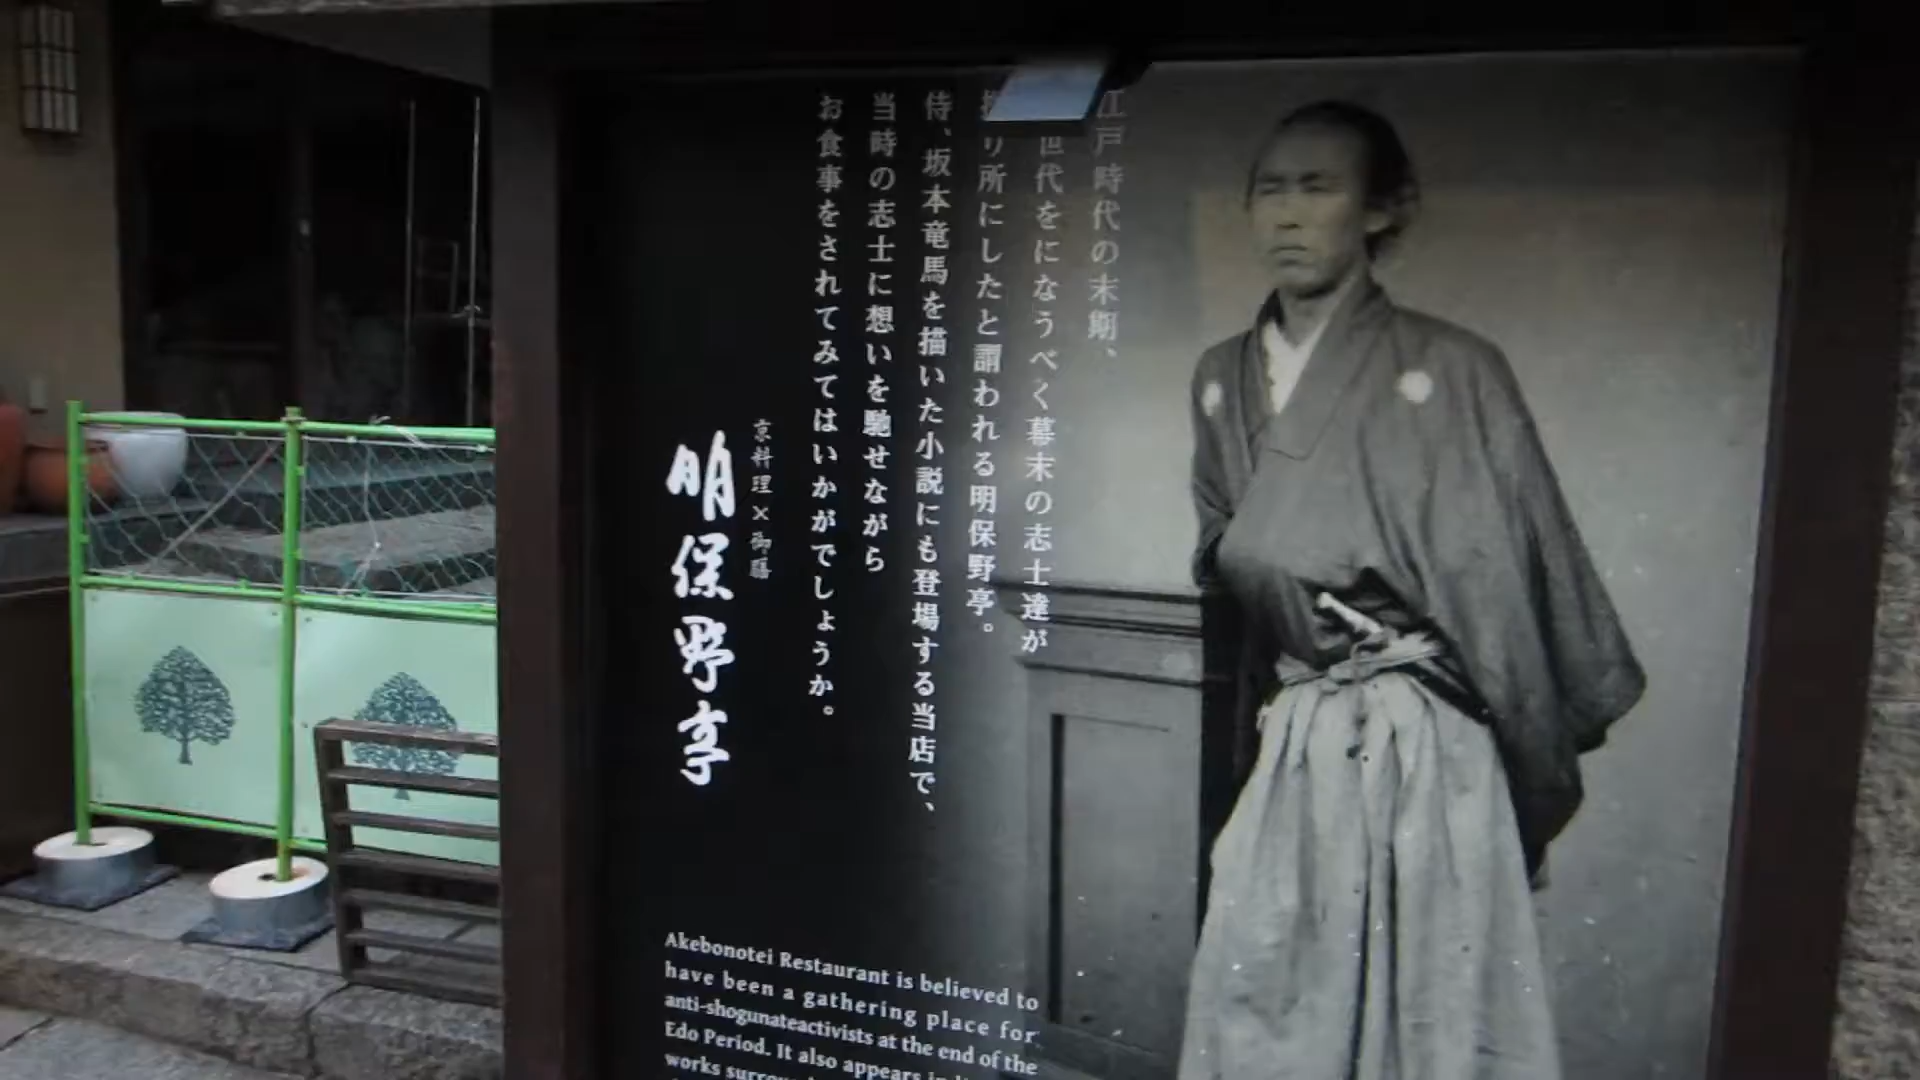 江戸時代の末期、
世代をになうべく幕末の志士達が
り所にしたと謂われる明保野亭。
侍、坂本竜馬を描いた小説にも登場する当店で、
当時の志士に想いを馳せながら
お食事をされてみてはいかがでしょうか。
京料理×御膳
明保野亭
Akebonotei Restaurant is believed to
have been a gathering place for
anti-shogunateactivists at the end of the
Edo Period. It also appears in
works